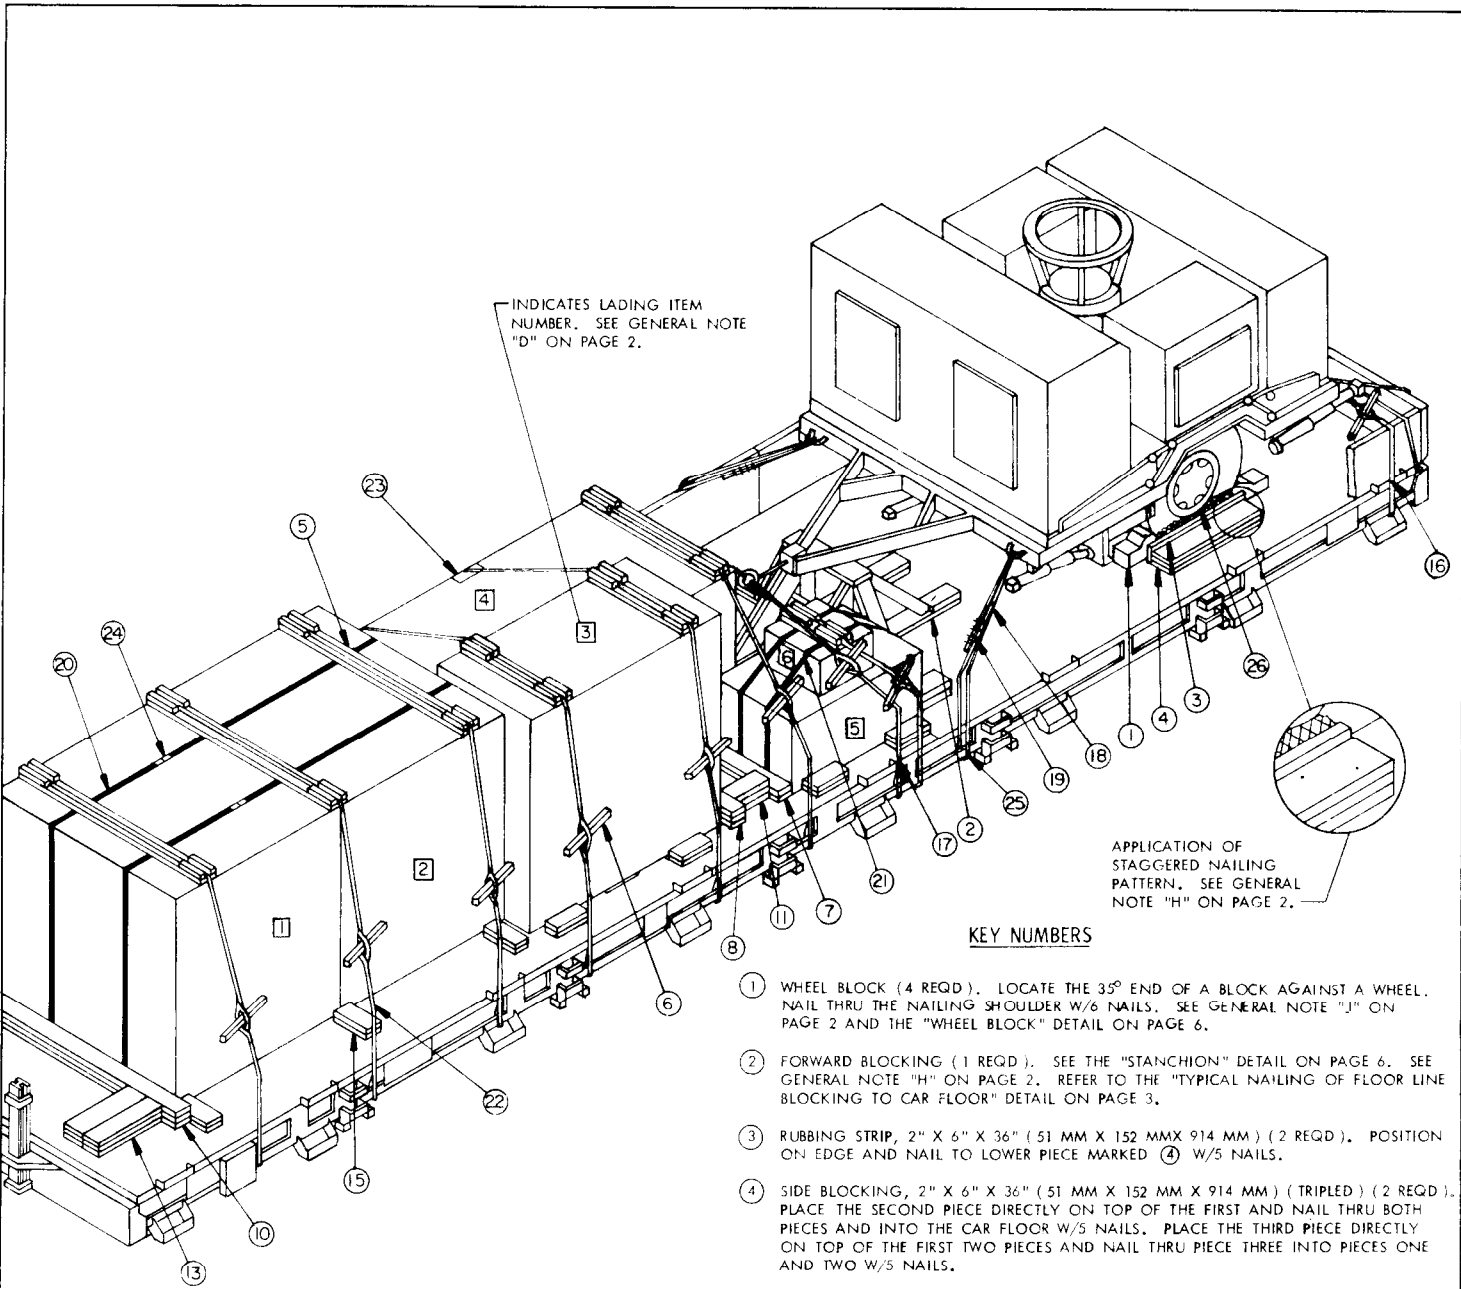 INDICATES LADING ITEM
NUMBER. SEE GENERAL NOTE
"D" ON PAGE 2.
23
5
4
3
24
20
16
6
26
3
4
1
18
19
5
25
2
17
2
21
7
11
8
1
6
22
15
10
13
APPLICATION OF
STAGGERED NAILING
PATTERN. SEE GENERAL
NOTE "H" ON PAGE 2.
KEY NUMBERS
1 WHEEL BLOCK (4 REQD). LOCATE THE 35° END OF A BLOCK AGAINST A WHEEL.
NAIL THRU THE NAILING SHOULDER W/6 NAILS. SEE GENERAL NOTE "J" ON
PAGE 2 AND THE "WHEEL BLOCK" DETAIL ON PAGE 6.
2 FORWARD BLOCKING (1 REQD). SEE THE "STANCHION" DETAIL ON PAGE 6. SEE
GENERAL NOTE "H" ON PAGE 2. REFER TO THE "TYPICAL NAILING OF FLOOR LINE
BLOCKING TO CAR FLOOR" DETAIL ON PAGE 3.
3 RUBBING STRIP, 2" X 6" X 36" (51 MM X 152 MMX 914 MM) (2 REQD). POSITION
ON EDGE AND NAIL TO LOWER PIECE MARKED 4 W/5 NAILS.
4 SIDE BLOCKING, 2" X 6" X 36" (51 MM X 152 MM X 914 MM) (TRIPLED) (2 REQD).
PLACE THE SECOND PIECE DIRECTLY ON TOP OF THE FIRST AND NAIL THRU BOTH
PIECES AND INTO THE CAR FLOOR W/5 NAILS. PLACE THE THIRD PIECE DIRECTLY
ON TOP OF THE FIRST TWO PIECES AND NAIL THRU PIECE THREE INTO PIECES ONE
AND TWO W/5 NAILS.